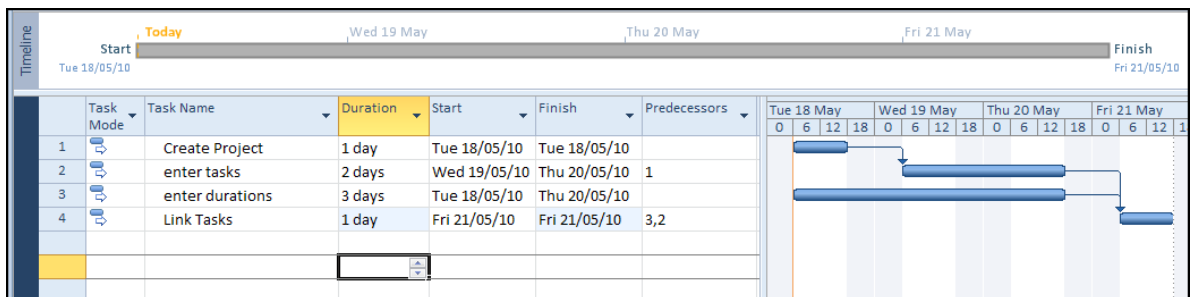 Timeline
Today Wed 19 May Thu 20 May Fri 21 May
Start Finish
Tue 18/05/10 Fri 21/05/10
Task Mode Task Name Duration Start Finish Predecessors Tue 18 May Wed 19 May Thu 20 May Fri 21 May
0 6 12 18 0 6 12 18 0 6 12 18 0 6 12 1
1 Create Project 1 day Tue 18/05/10 Tue 18/05/10
2 enter tasks 2 days Wed 19/05/10 Thu 20/05/10 1
3 enter durations 3 days Tue 18/05/10 Thu 20/05/10
4 Link Tasks 1 day Fri 21/05/10 Fri 21/05/10 3,2